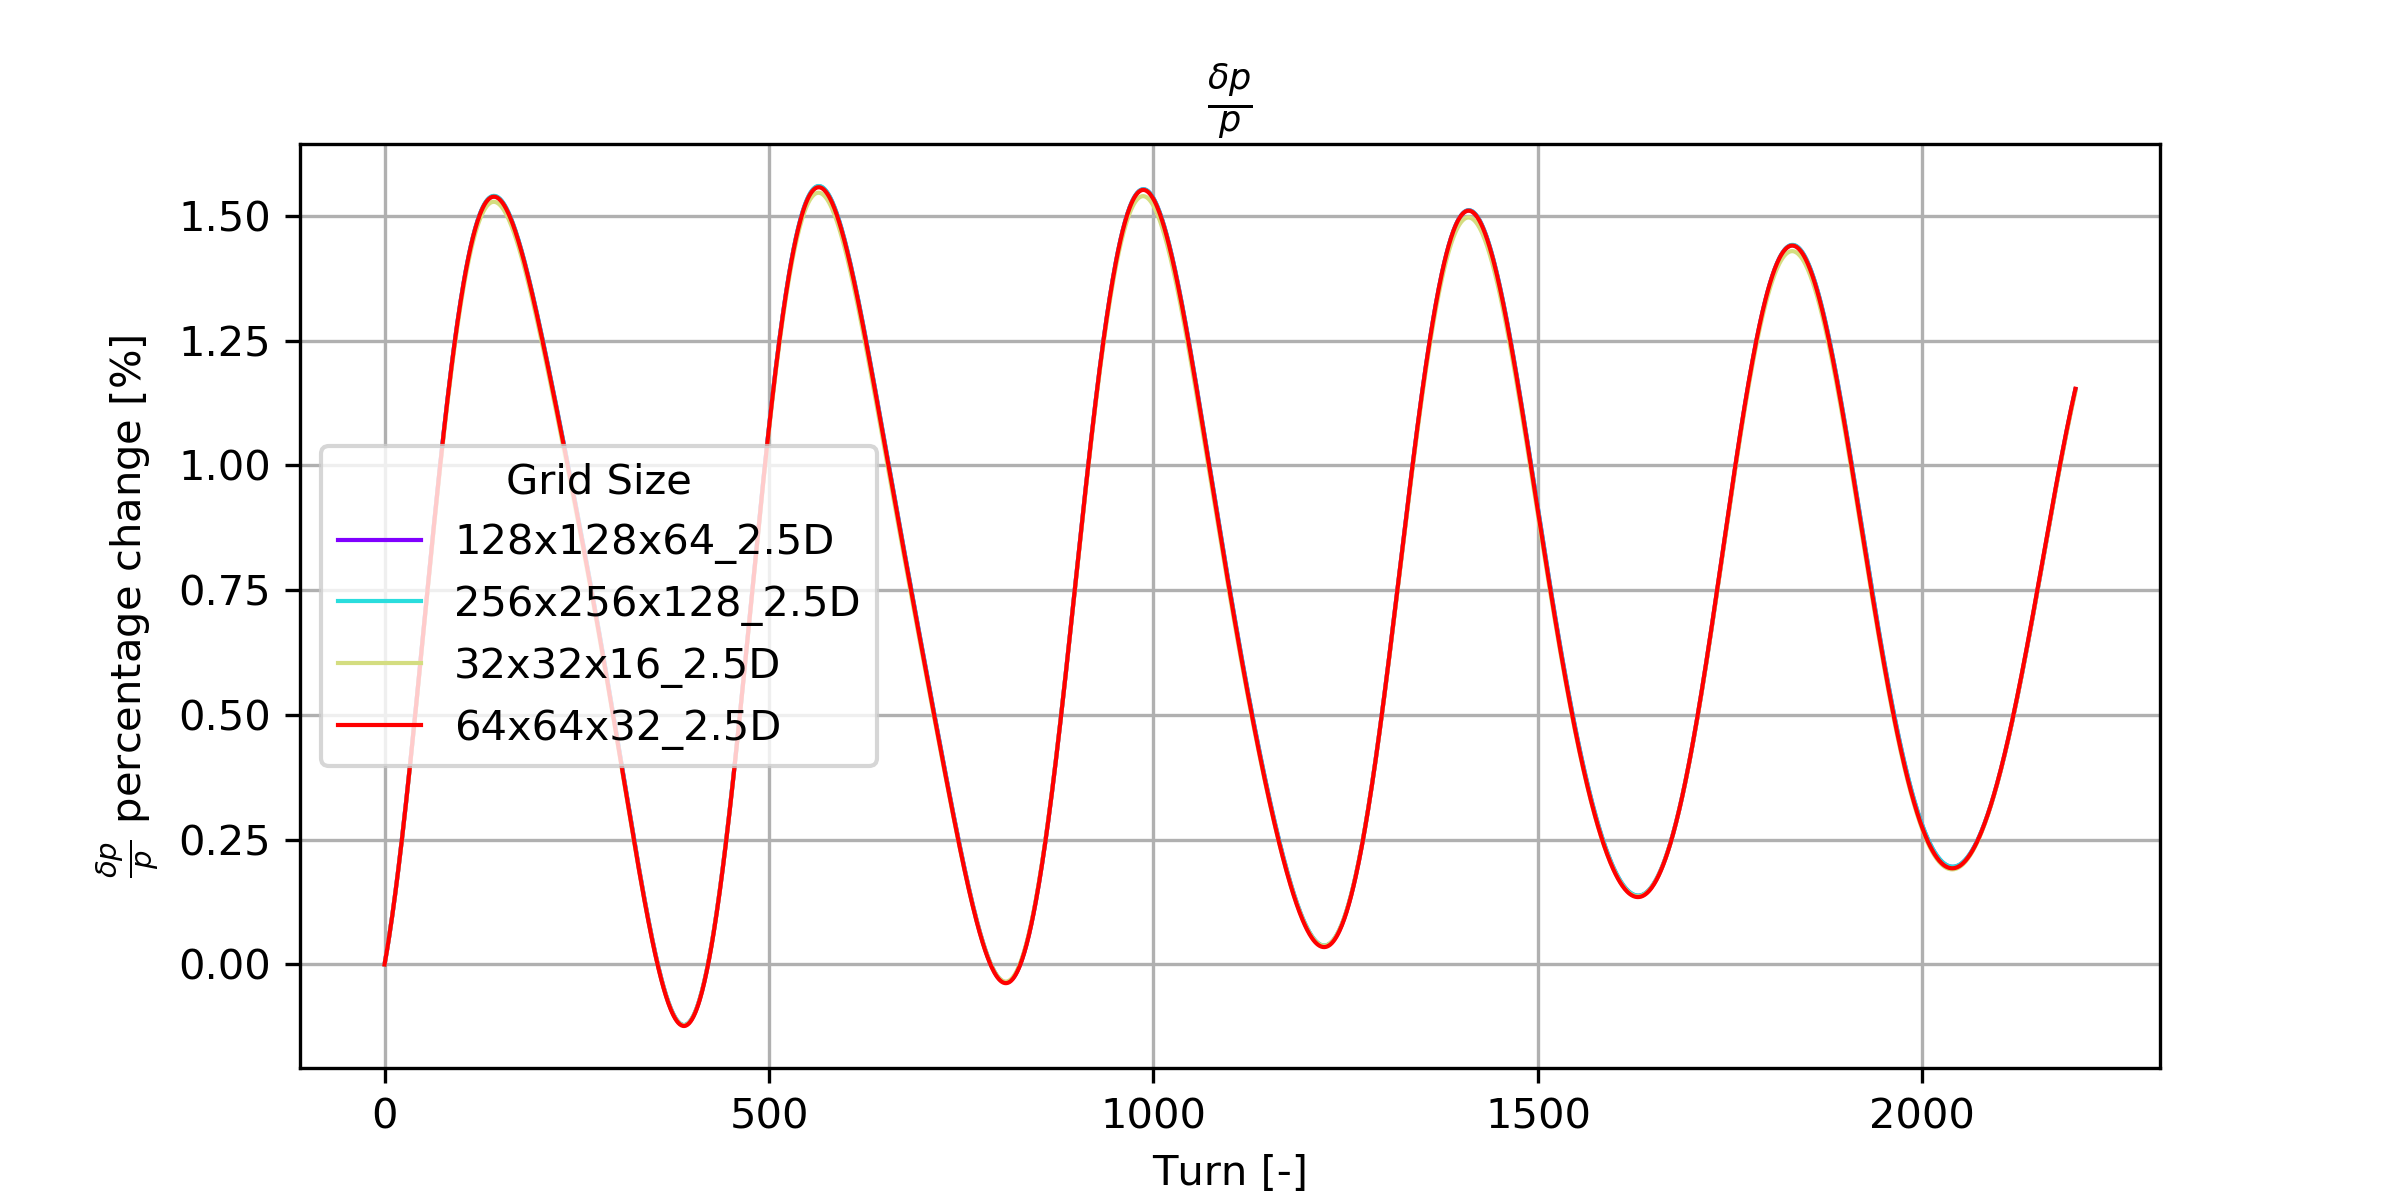 δp
p
δp/p percentage change [%]
1.50
1.25
1.00
0.75
0.50
0.25
0.00
Grid Size
128x128x64_2.5D
256x256x128_2.5D
32x32x16_2.5D
64x64x32_2.5D
0 500 1000 1500 2000
Turn [-]